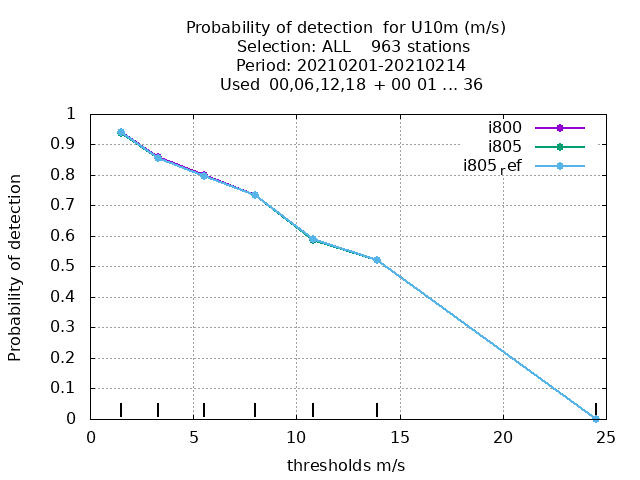 Probability of detection for U10m (m/s)
Selection: ALL 963 stations
Period: 20210201-20210214
Used 00,06,12,18 + 00 01 ... 36
i800
i805
i805ref
Probability of detection
1
0.9
0.8
0.7
0.6
0.5
0.4
0.3
0.2
0.1
0
0 5 10 15 20 25
thresholds m/s